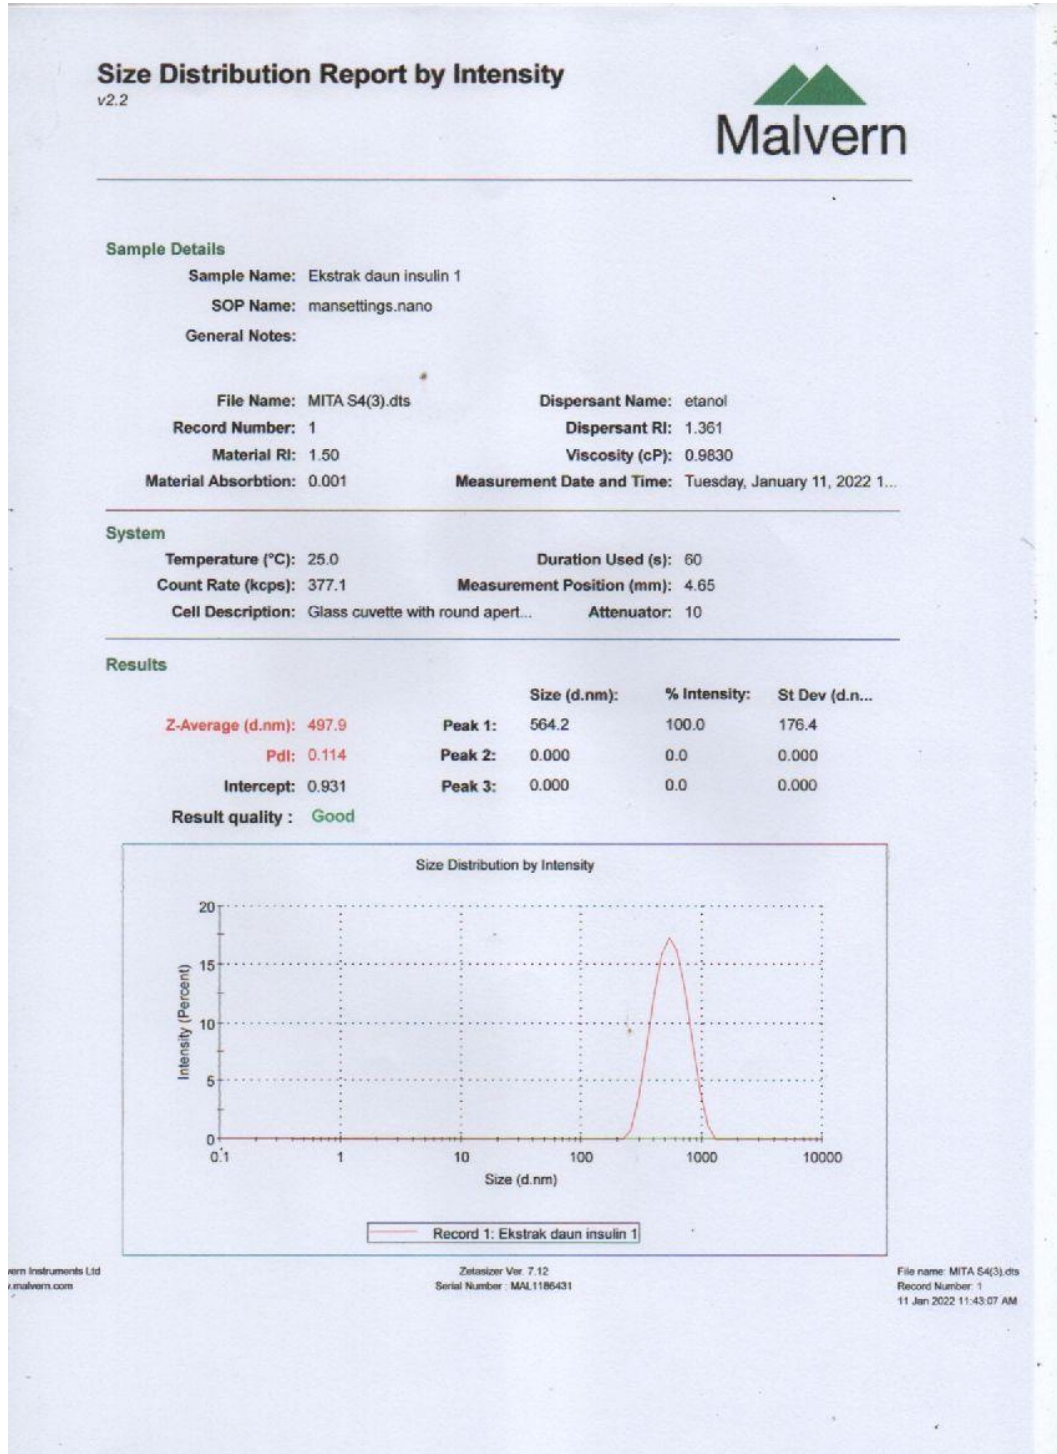 Size Distribution Report by Intensity
v2.2
Malvern
Sample Details
Sample Name: Ekstrak daun insulin 1
SOP Name: mansettings.nano
General Notes:
File Name: MITA S4(3).dts Dispersant Name: etanol
Record Number: 1 Dispersant RI: 1.361
Material RI: 1.50 Viscosity (cP): 0.9830
Material Absorbtion: 0.001 Measurement Date and Time: Tuesday, January 11, 2022 1...
System
Temperature (°C): 25.0 Duration Used (s): 60
Count Rate (kcps): 377.1 Measurement Position (mm): 4.65
Cell Description: Glass cuvette with round apert... Attenuator: 10
Results
Size (d.nm): % Intensity: St Dev (d.n...
Z-Average (d.nm): 497.9 Peak 1: 564.2 100.0 176.4
PdI: 0.114 Peak 2: 0.000 0.0 0.000
Intercept: 0.931 Peak 3: 0.000 0.0 0.000
Result quality : Good
Size Distribution by Intensity
Intensity (Percent)
20
15
10
5
0
0.1 1 10 100 1000 10000
Size (d.nm)
Record 1: Ekstrak daun insulin 1
vern Instruments Ltd Zetasizer Ver. 7.12 File name: MITA S4(3).dts
v.malvern.com Serial Number : MAL1186431 Record Number: 1
11 Jan 2022 11:43:07 AM